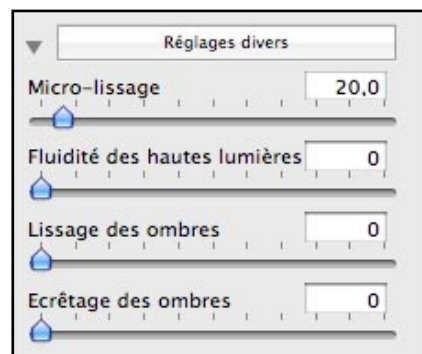 Réglages divers
Micro-lissage 20,0
Fluidité des hautes lumières 0
Lissage des ombres 0
Ecrêtage des ombres 0